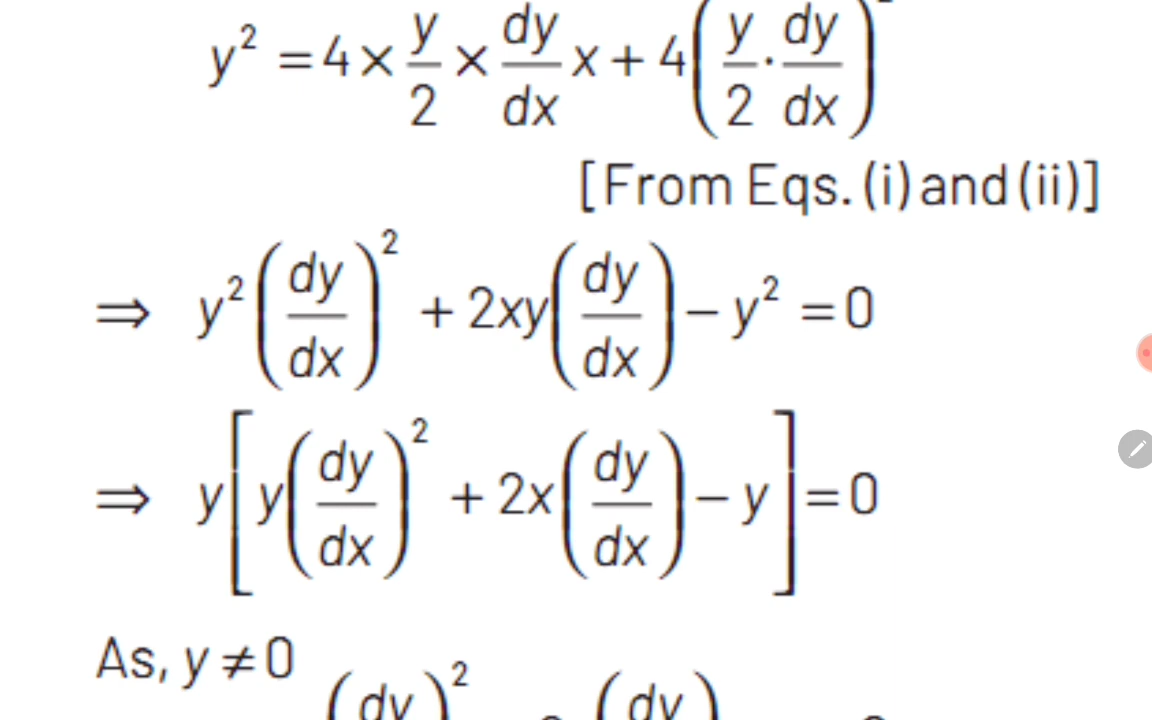 y² = 4 × y/2 × dy/dx x + 4(y/2 · dy/dx)
[From Eqs. (i) and (ii)]
⇒ y²(dy/dx)² + 2xy(dy/dx) – y² = 0
⇒ y[y(dy/dx)² + 2x(dy/dx) – y] = 0
As, y ≠ 0